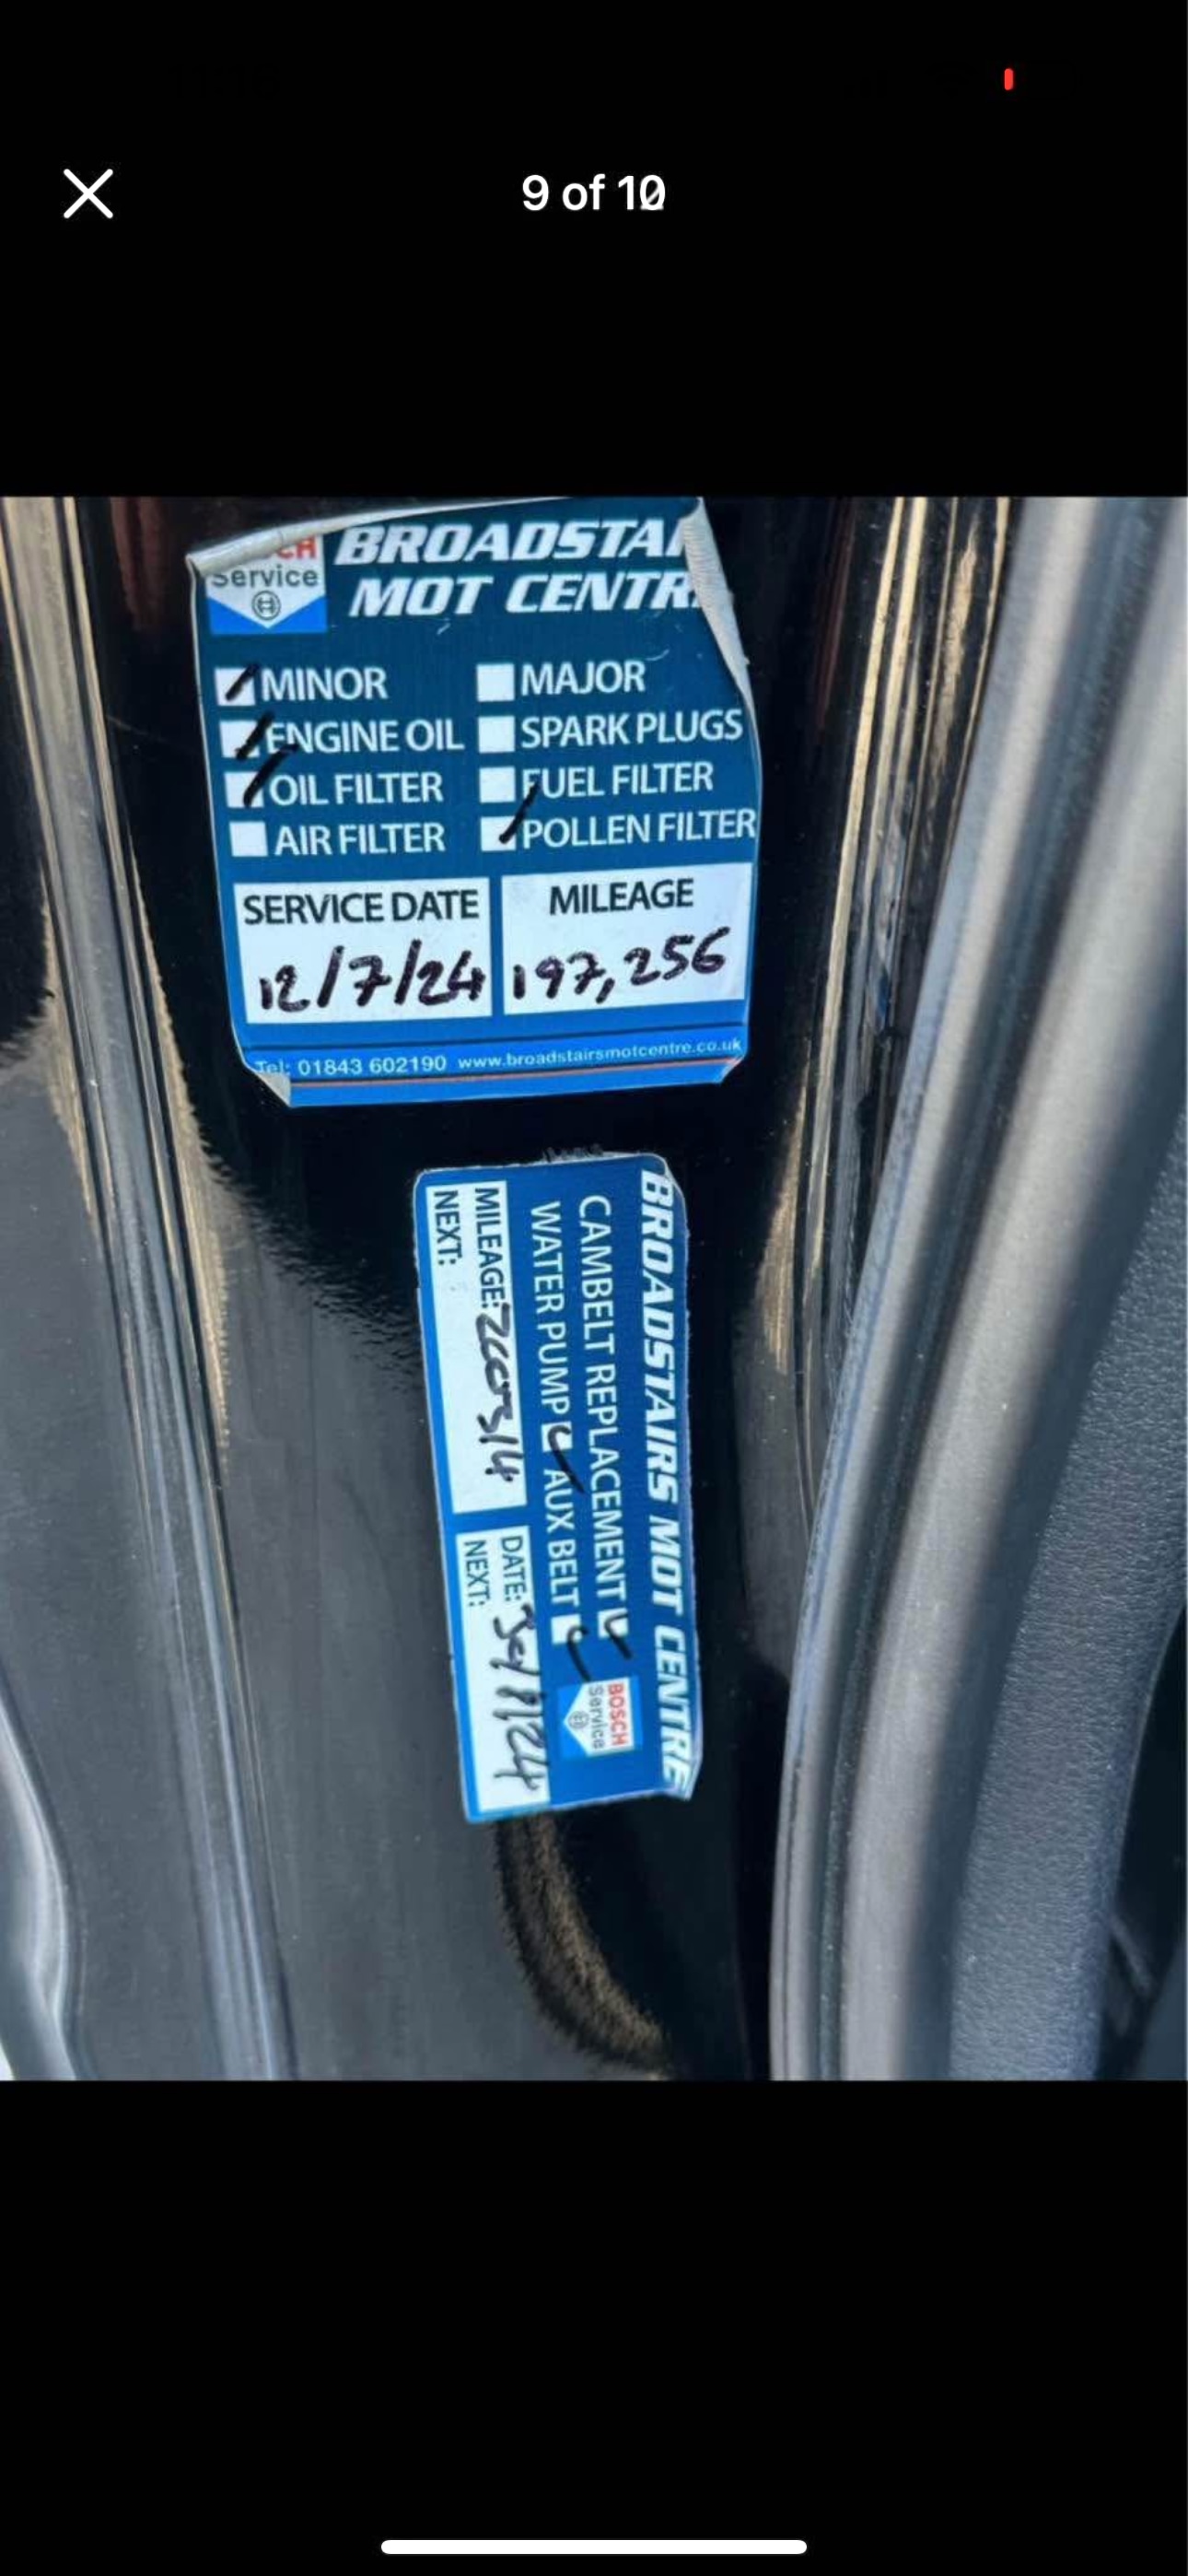 9 of 10
CH
Service
BROADSTAI
MOT CENTR
MINOR
MAJOR
ENGINE OIL
SPARK PLUGS
OIL FILTER
FUEL FILTER
AIR FILTER
POLLEN FILTER
SERVICE DATE
MILEAGE
12/7/24
197,256
Tel: 01843 602190 www.broadstairsmotcentre.co.uk
BROADSTAIRS MOT CENTRE
CAMBELT REPLACEMENT
WATER PUMP AUX BELT
BOSCH
Service
MILEAGE:
DATE:
NEXT:
NEXT: